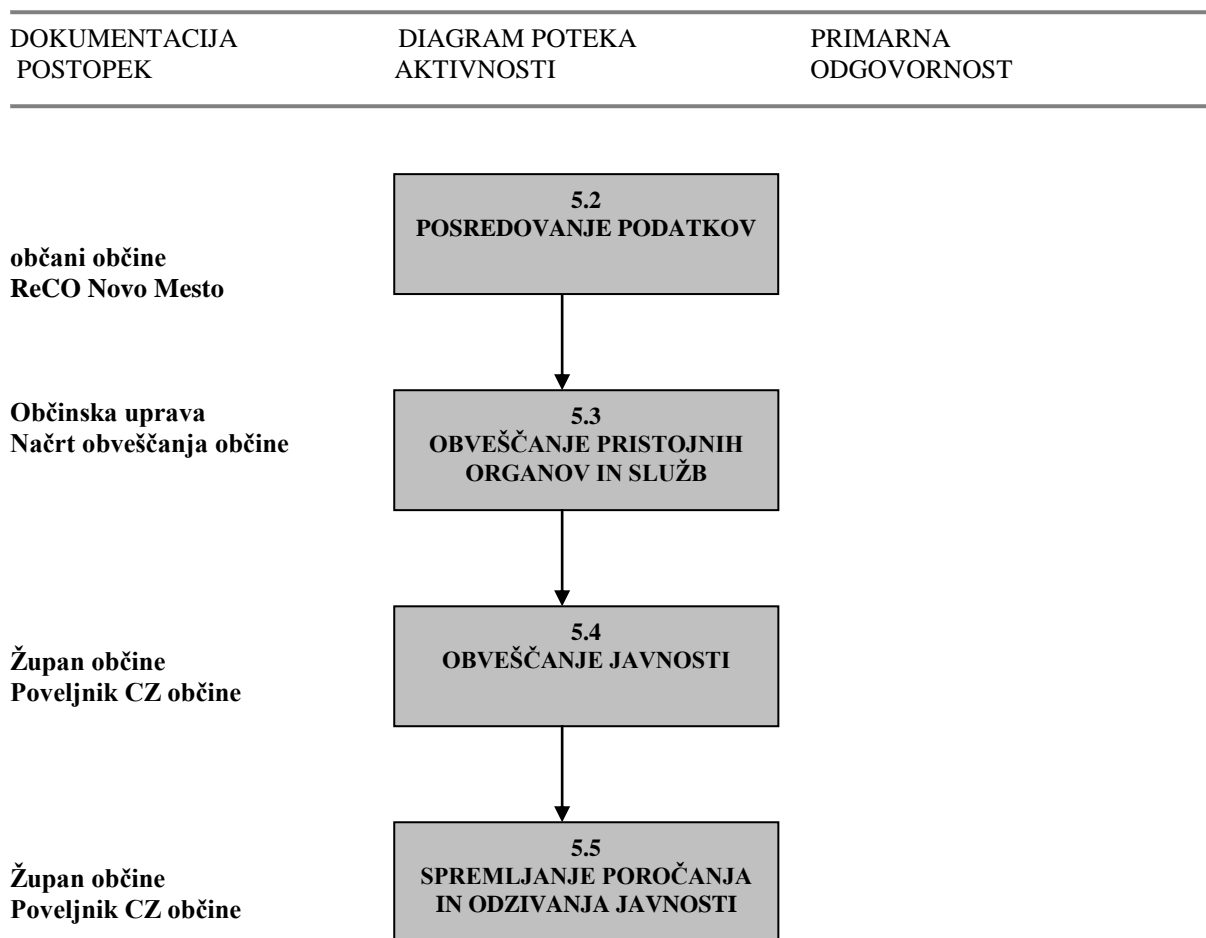 DOKUMENTACIJA DIAGRAM POTEKA PRIMARNA
POSTOPEK AKTIVNOSTI ODGOVORNOST
5.2
POSREDOVANJE PODATKOV
občani občine
ReCO Novo Mesto
Občinska uprava
Načrt obveščanja občine
5.3
OBVEŠČANJE PRISTOJNIH
ORGANOV IN SLUŽB
5.4
OBVEŠČANJE JAVNOSTI
Župan občine
Poveljnik CZ občine
5.5
SPREMLJANJE POROČANJA
IN ODZIVANJA JAVNOSTI
Župan občine
Poveljnik CZ občine